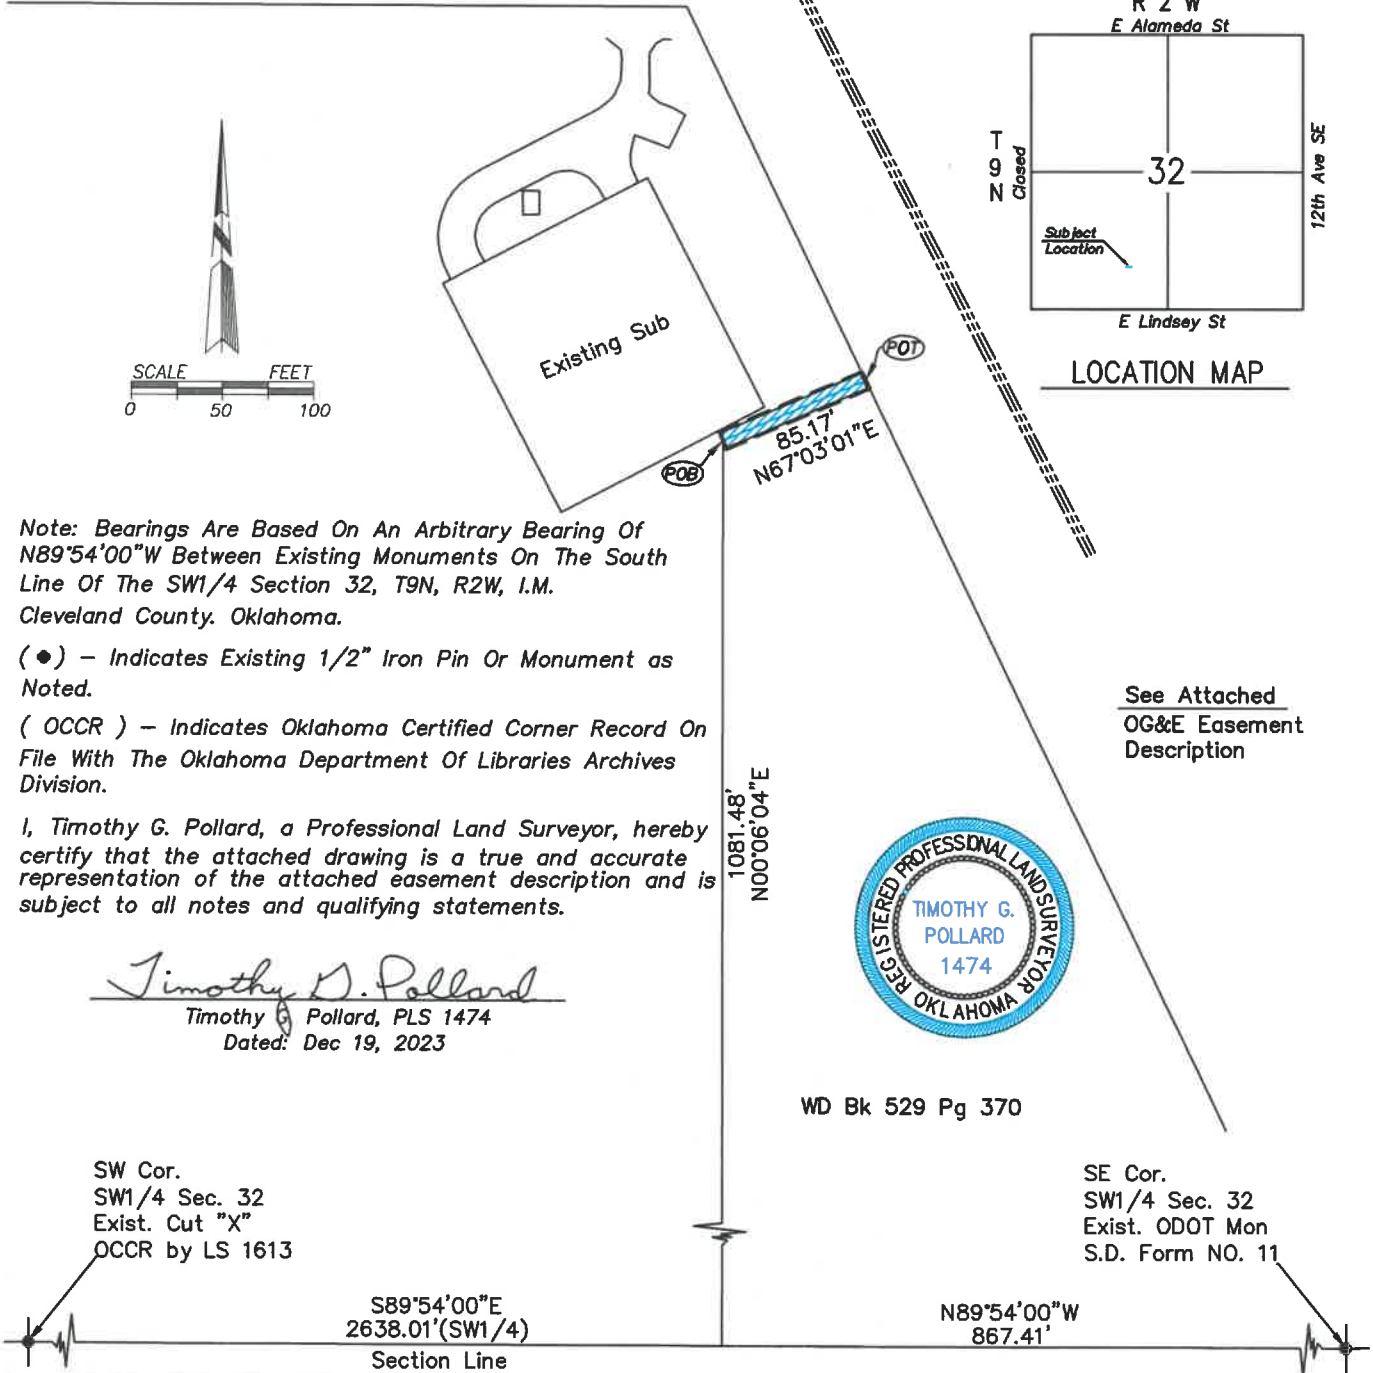 R 2 W
E Alameda St
T
9
N
Closed
32
12th Ave SE
Subject
Location
E Lindsey St
LOCATION MAP
SCALE FEET
0 50 100
Existing Sub
POT
POB
85.17'
N67°03'01"E
Note: Bearings Are Based On An Arbitrary Bearing Of
N89°54'00"W Between Existing Monuments On The South
Line Of The SW1/4 Section 32, T9N, R2W, I.M.
Cleveland County. Oklahoma.
(●) – Indicates Existing 1/2" Iron Pin Or Monument as
Noted.
( OCCR ) – Indicates Oklahoma Certified Corner Record On
File With The Oklahoma Department Of Libraries Archives
Division.
I, Timothy G. Pollard, a Professional Land Surveyor, hereby
certify that the attached drawing is a true and accurate
representation of the attached easement description and is
subject to all notes and qualifying statements.
Timothy G. Pollard
Timothy G Pollard, PLS 1474
Dated: Dec 19, 2023
1081.48'
N00°06'04"E
See Attached
OG&E Easement
Description
REGISTERED PROFESSIONAL LAND SURVEYOR
TIMOTHY G.
POLLARD
1474
OKLAHOMA
WD Bk 529 Pg 370
SW Cor.
SW1/4 Sec. 32
Exist. Cut "X"
OCCR by LS 1613
SE Cor.
SW1/4 Sec. 32
Exist. ODOT Mon
S.D. Form NO. 11
S89°54'00"E
2638.01'(SW1/4)
Section Line
N89°54'00"W
867.41'